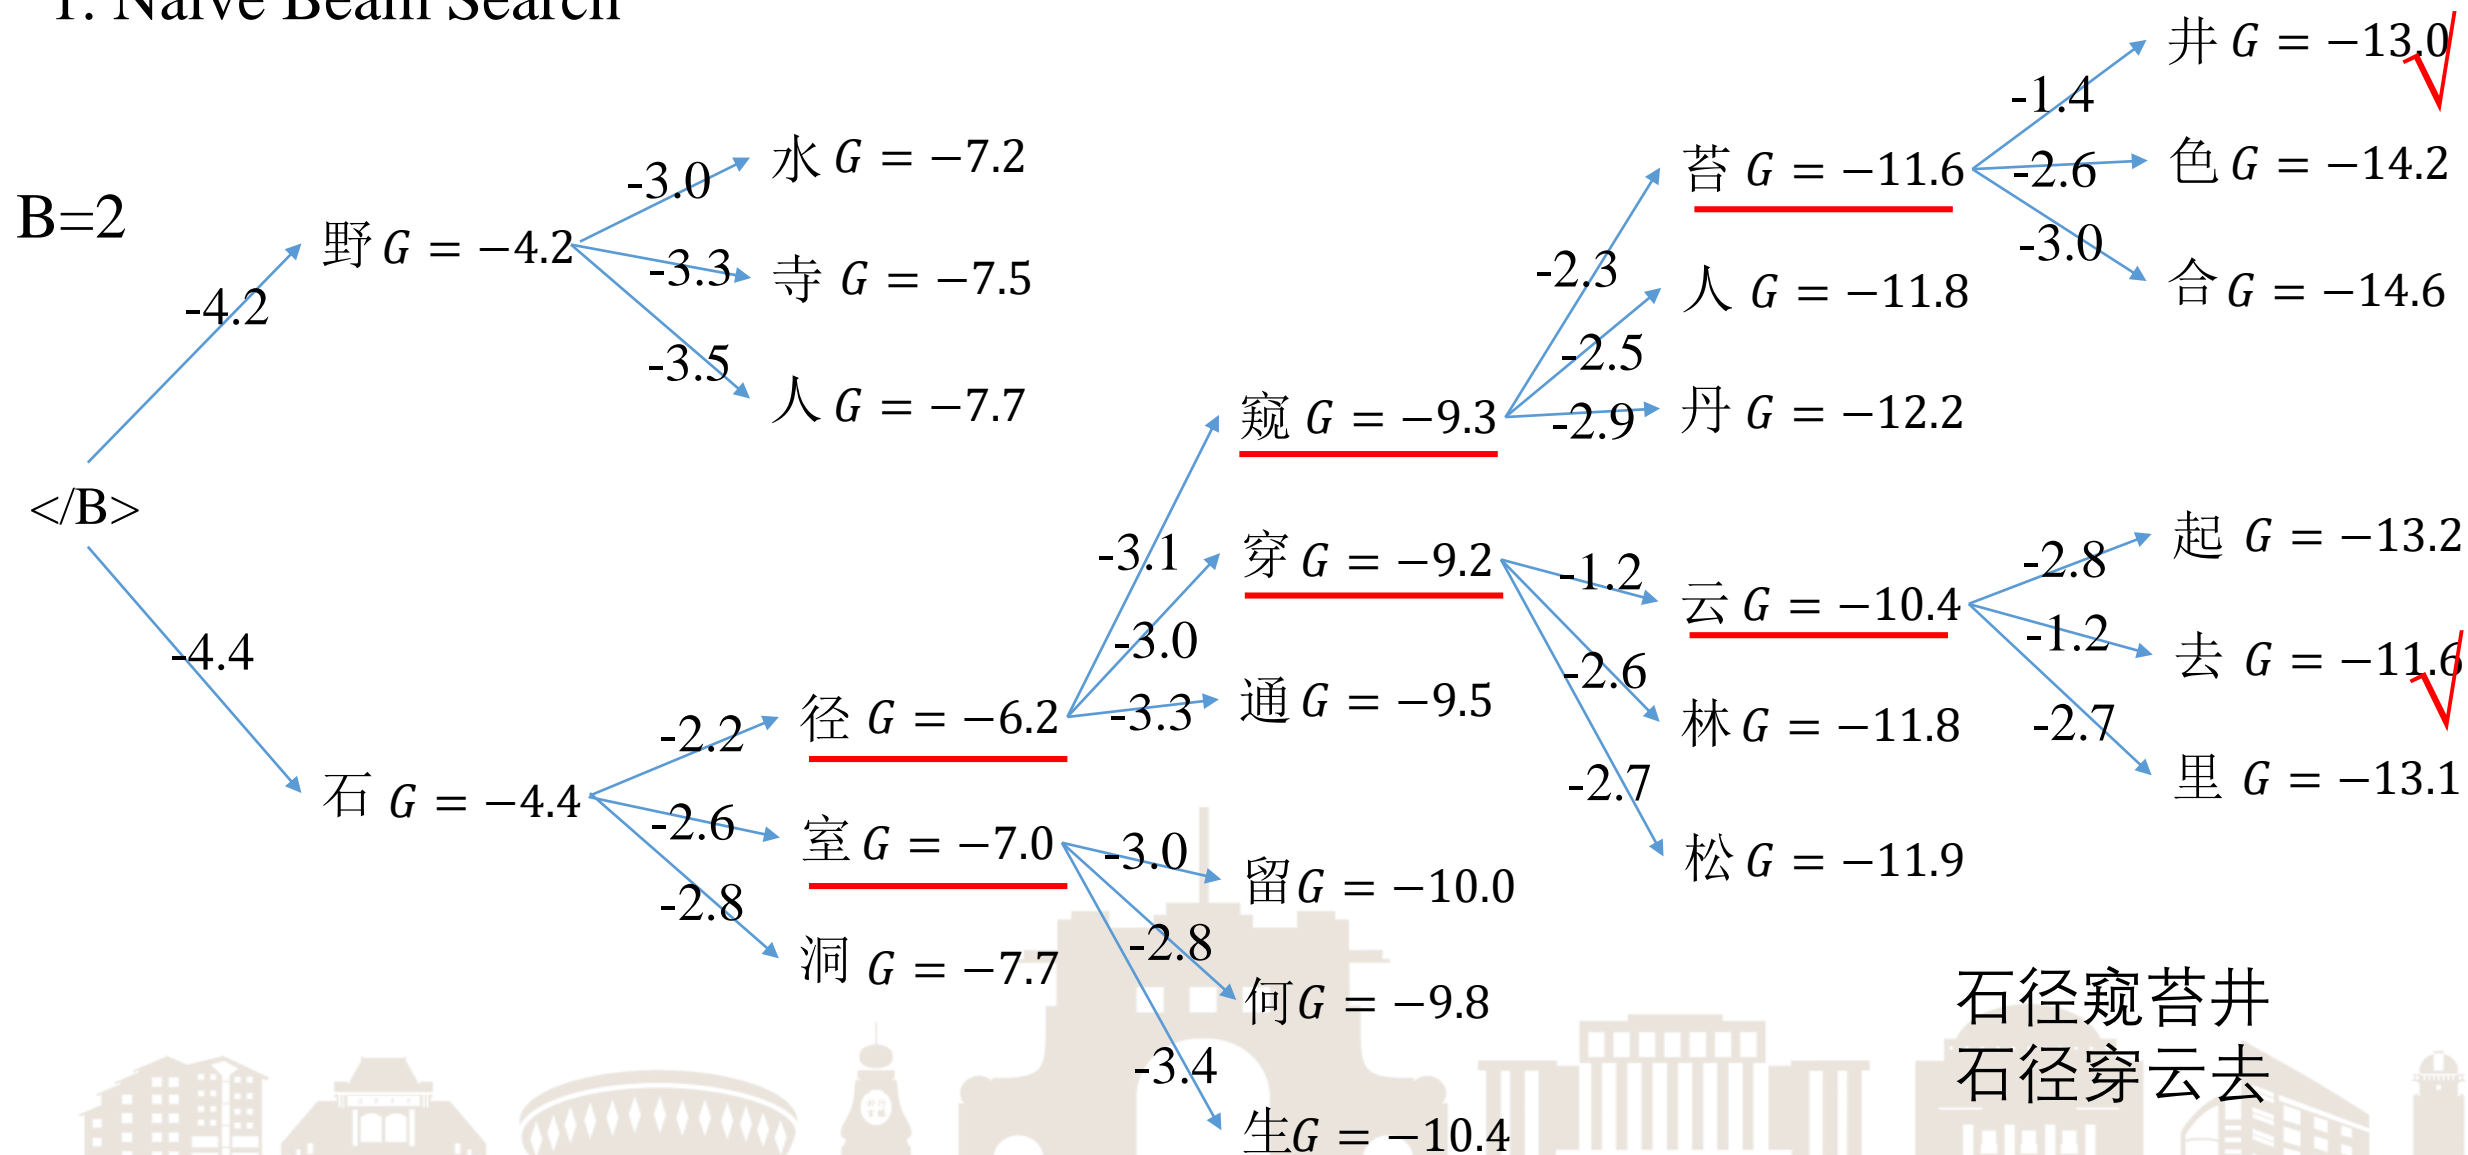 1. Naive Beam Search
B=2
</B>
-4.2
野 G = −4.2
-4.4
石 G = −4.4
-3.0
水 G = −7.2
-3.3
寺 G = −7.5
-3.5
人 G = −7.7
-2.2
径 G = −6.2
-2.6
室 G = −7.0
-2.8
洞 G = −7.7
-3.1
窥 G = −9.3
-3.0
穿 G = −9.2
-3.3
通 G = −9.5
-3.0
留 G = −10.0
-2.8
何 G = −9.8
-3.4
生 G = −10.4
-2.3
苔 G = −11.6
-2.5
人 G = −11.8
-2.9
丹 G = −12.2
-1.2
云 G = −10.4
-2.6
林 G = −11.8
-2.7
松 G = −11.9
-1.4
井 G = −13.0
-2.6
色 G = −14.2
-3.0
合 G = −14.6
-2.8
起 G = −13.2
-1.2
去 G = −11.6
-2.7
里 G = −13.1
石径窥苔井
石径穿云去